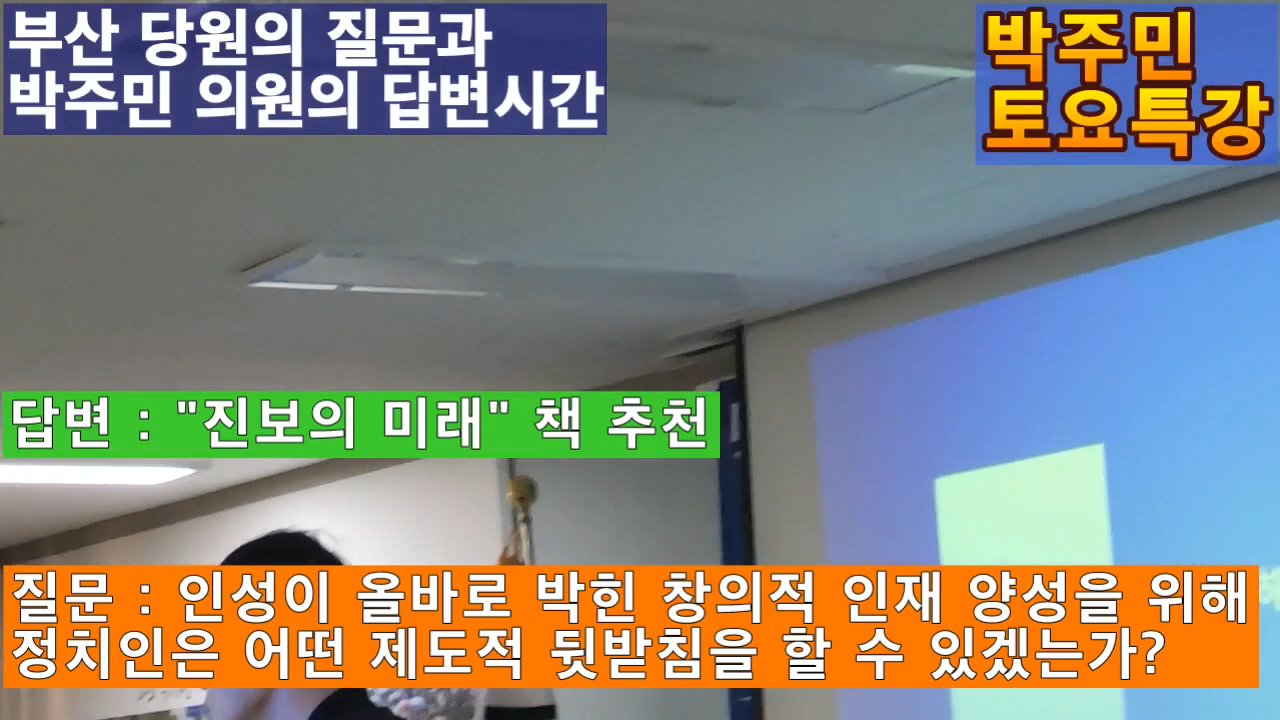 부산 당원의 질문과
박주민 의원의 답변시간
박주민
토요특강
답변 : "진보의 미래" 책 추천
질문 : 인성이 올바로 박힌 창의적 인재 양성을 위해
정치인은 어떤 제도적 뒷받침을 할 수 있겠는가?